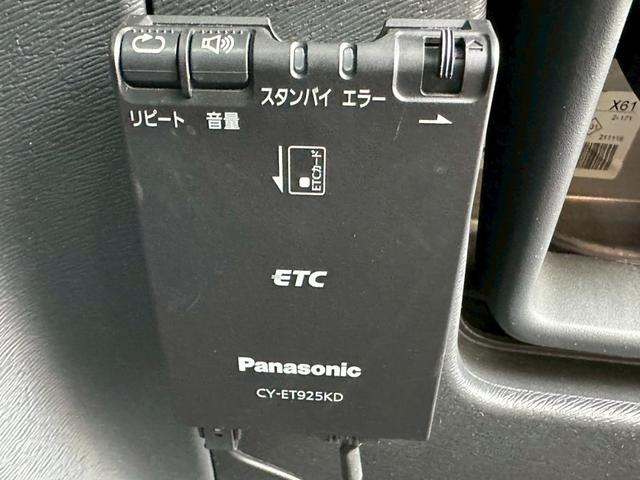 スタンバイ エラー
リピート 音量
ETCカード
ETC
Panasonic
CY-ET925KD
X61
211116